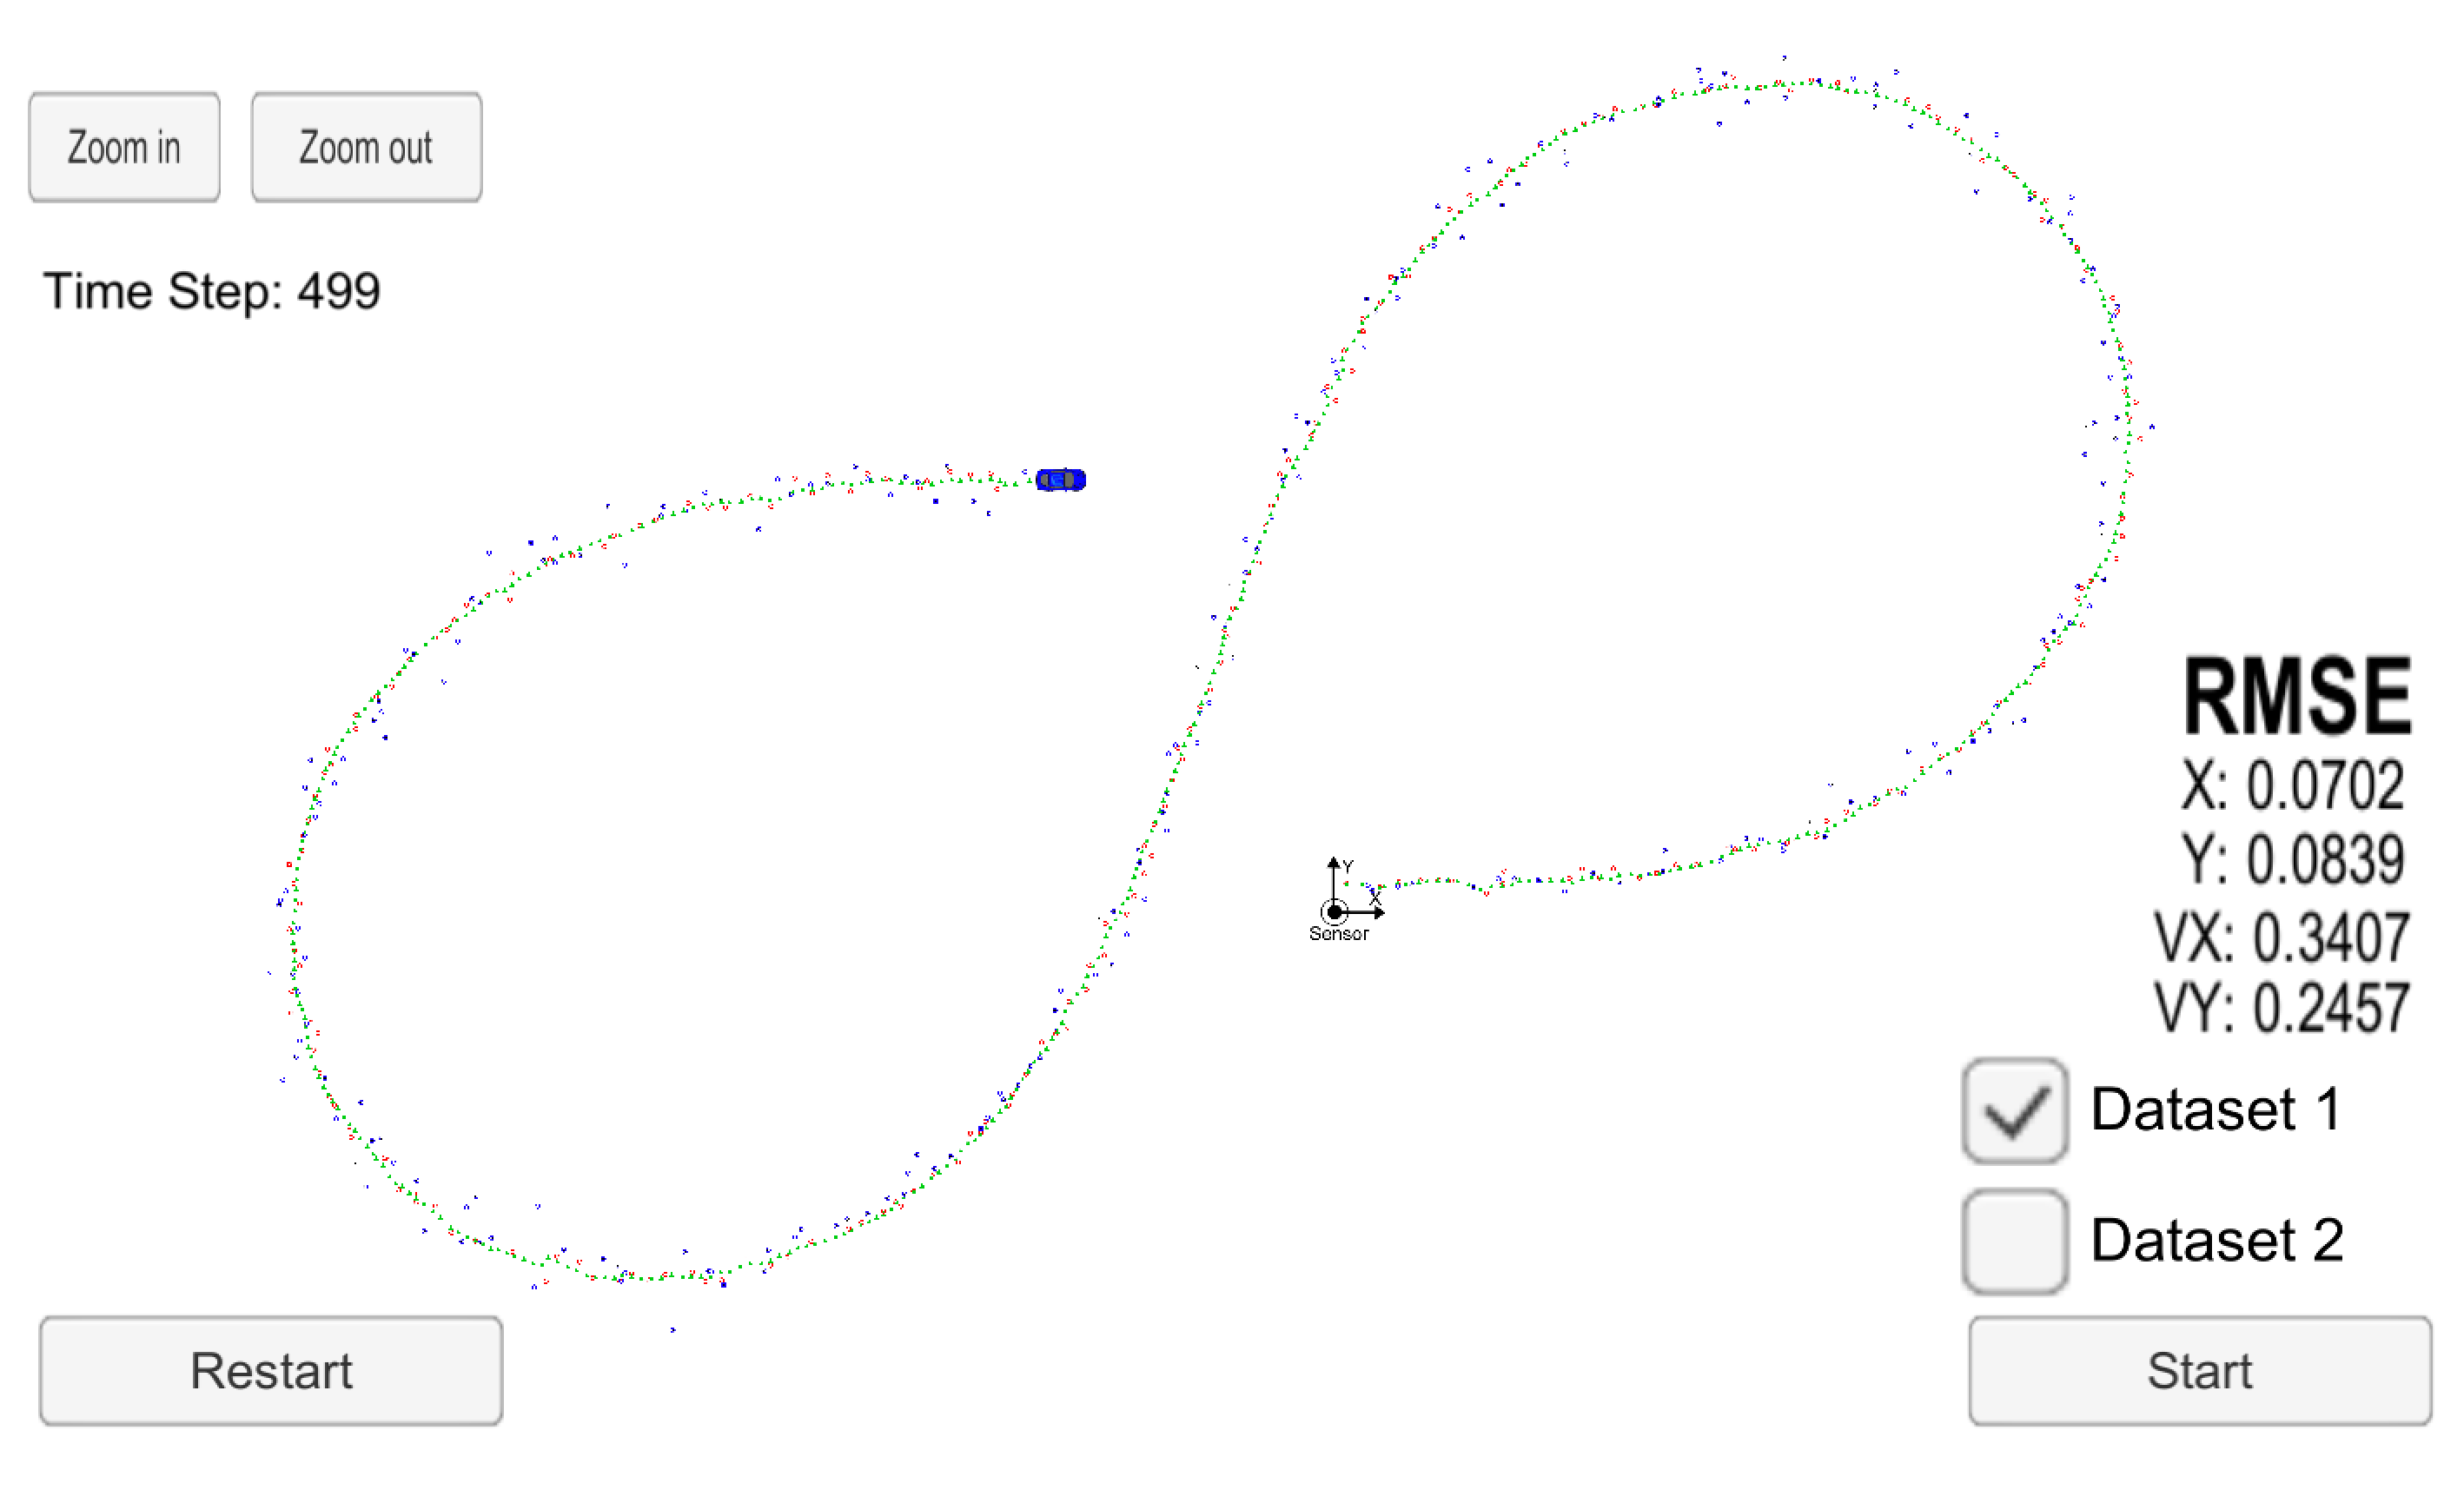 Zoom in
Zoom out
Time Step: 499
RMSE
X: 0.0702
Y: 0.0839
VX: 0.3407
VY: 0.2457
Y
X
Sensor
Dataset 1
Dataset 2
Restart
Start